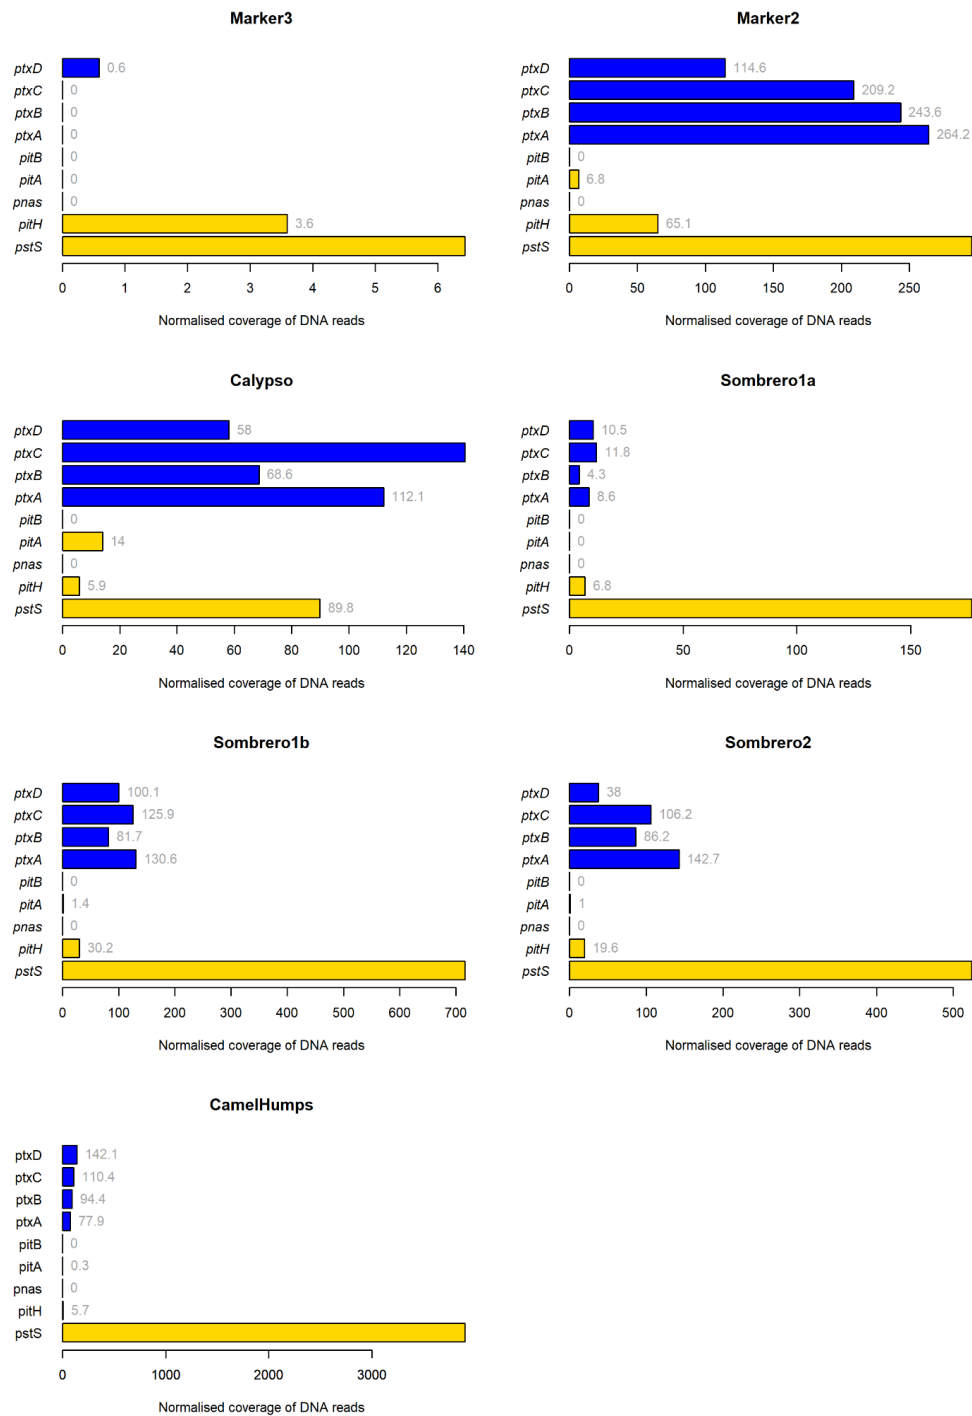 Marker3
ptxD 0.6
ptxC 0
ptxB 0
ptxA 0
pitB 0
pitA 0
pnas 0
pitH 3.6
pstS
0 1 2 3 4 5 6
Normalised coverage of DNA reads
Marker2
ptxD 114.6
ptxC 209.2
ptxB 243.6
ptxA 264.2
pitB 0
pitA 6.8
pnas 0
pitH 65.1
pstS
0 50 100 150 200 250
Normalised coverage of DNA reads
Calypso
ptxD 58
ptxC
ptxB 68.6
ptxA 112.1
pitB 0
pitA 14
pnas 0
pitH 5.9
pstS 89.8
0 20 40 60 80 100 120 140
Normalised coverage of DNA reads
Sombrero1a
ptxD 10.5
ptxC 11.8
ptxB 4.3
ptxA 8.6
pitB 0
pitA 0
pnas 0
pitH 6.8
pstS
0 50 100 150
Normalised coverage of DNA reads
Sombrero1b
ptxD 100.1
ptxC 125.9
ptxB 81.7
ptxA 130.6
pitB 0
pitA 1.4
pnas 0
pitH 30.2
pstS
0 100 200 300 400 500 600 700
Normalised coverage of DNA reads
Sombrero2
ptxD 38
ptxC 106.2
ptxB 86.2
ptxA 142.7
pitB 0
pitA 1
pnas 0
pitH 19.6
pstS
0 100 200 300 400 500
Normalised coverage of DNA reads
CamelHumps
ptxD 142.1
ptxC 110.4
ptxB 94.4
ptxA 77.9
pitB 0
pitA 0.3
pnas 0
pitH 5.7
pstS
0 1000 2000 3000
Normalised coverage of DNA reads